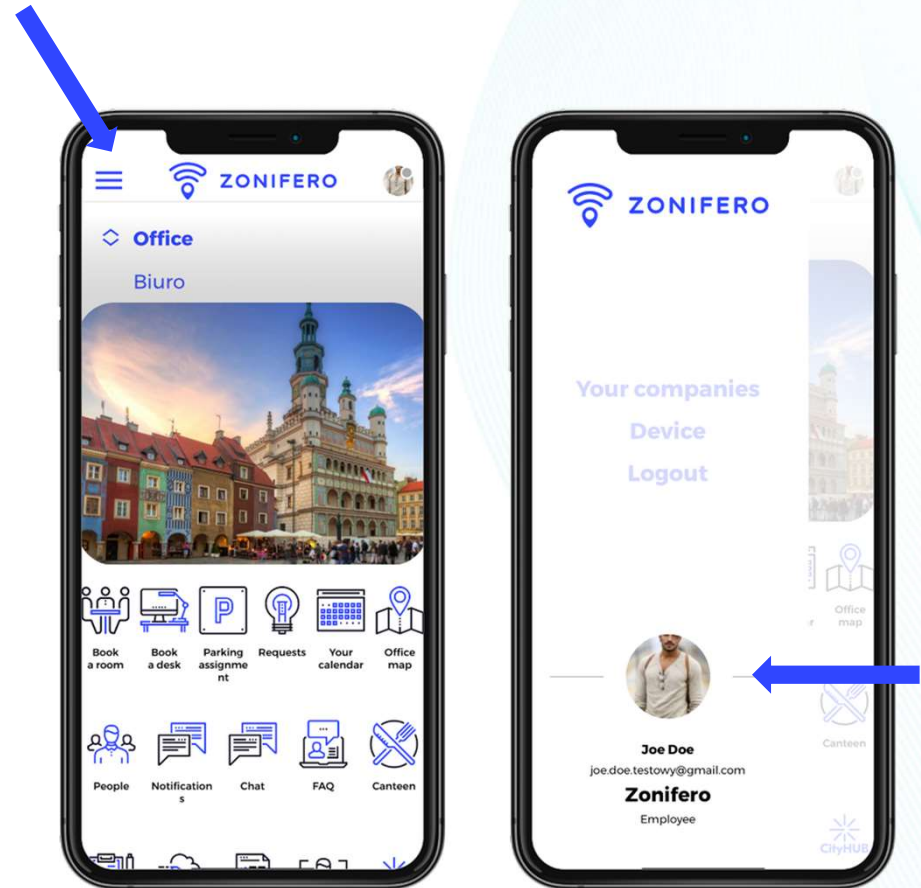 ZONIFERO
Office
Biuro
P
Book
a room
Book
a desk
Parking
assignme
nt
Requests
Your
calendar
Office
map
People
Notification
s
Chat
FAQ
Canteen
ZONIFERO
Your companies
Device
Logout
Office
map
Canteen
Joe Doe
joe.doe.testowy@gmail.com
Zonifero
Employee
CityHUB